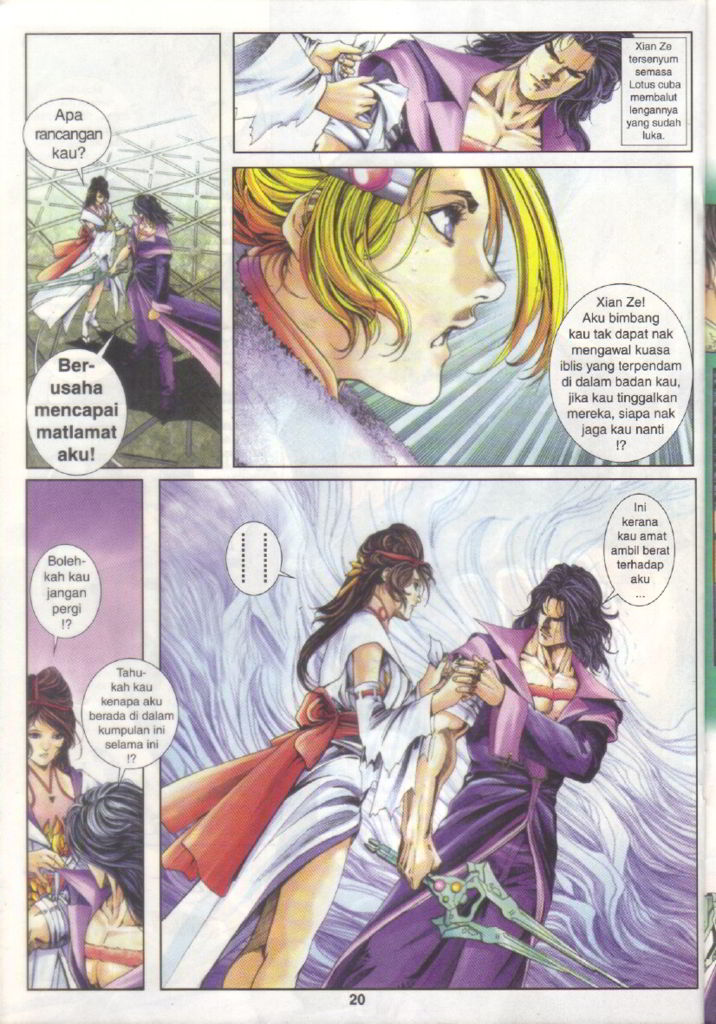 Apa
rancangan
kau?
Ber-
usaha
mencapai
matlamat
aku!
Xian Ze
tersenyum
semasa
Lotus cuba
membalut
lengannya
yang sudah
luka.
Xian Ze!
Aku bimbang
kau tak dapat nak
mengawal kuasa
iblis yang terpendam
di dalam badan kau,
jika kau tinggalkan
mereka, siapa nak
jaga kau nanti
!?
Boleh-
kah kau
jangan
pergi
!?
Tahu-
kah kau
kenapa aku
berada di dalam
kumpulan ini
selama ini
!?
Ini
kerana
kau amat
ambil berat
terhadap
aku
...
20